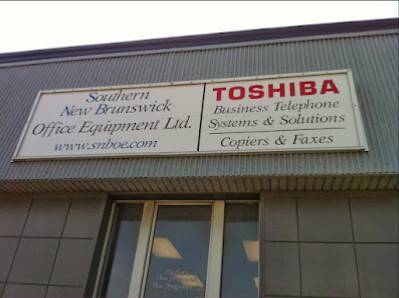 Southern
New Brunswick
Office Equipment Ltd.
www.snboe.com
TOSHIBA
Business Telephone
Systems & Solutions
Copiers & Faxes